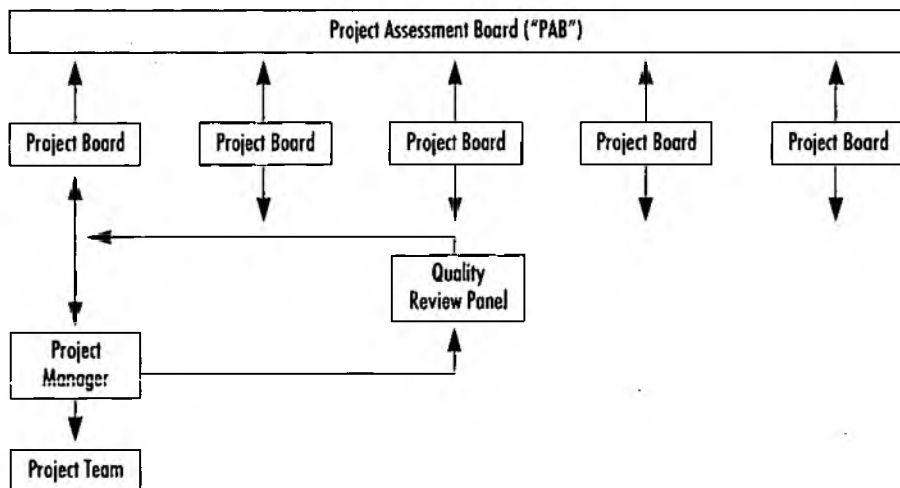 Project Assessment Board ("PAB")
Project Board
Project Board
Project Board
Project Board
Project Board
Quality
Review Panel
Project
Manager
Project Team